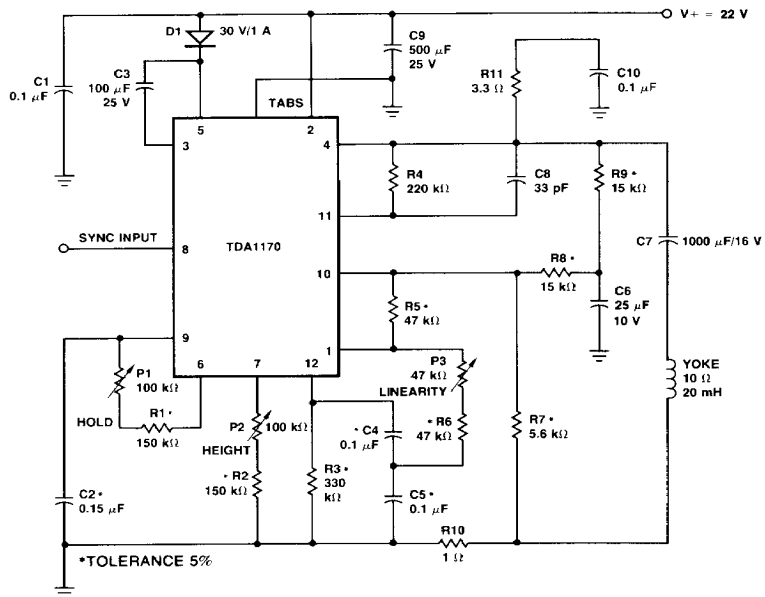 V+ = 22 V
D1
30 V/1 A
C9
500 μF
25 V
C1
0.1 μF
C3
100 μF
25 V
R11
3.3 Ω
C10
0.1 μF
TABS
5
2
3
4
R4
220 kΩ
C8
33 pF
R9*
15 kΩ
11
SYNC INPUT
8
TDA1170
C7
1000 μF/16 V
10
R8*
15 kΩ
R5*
47 kΩ
C6
25 μF
10 V
9
1
6
7
12
P1
100 kΩ
P3
47 kΩ
LINEARITY
YOKE
10 Ω
20 mH
HOLD
R1*
150 kΩ
P2
100 kΩ
HEIGHT
*C4
0.1 μF
*R6
47 kΩ
R7*
5.6 kΩ
*R2
150 kΩ
R3*
330
kΩ
C2*
0.15 μF
C5*
0.1 μF
R10
1 Ω
*TOLERANCE 5%